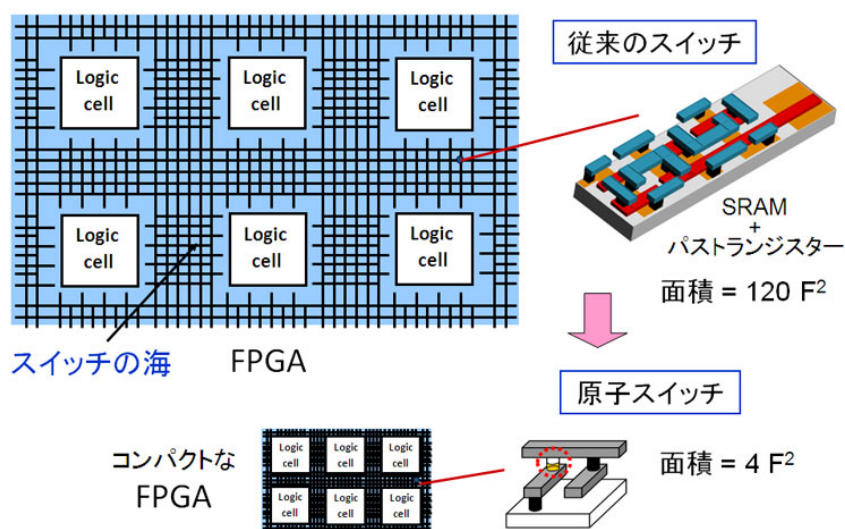 従来のスイッチ
Logic
cell
Logic
cell
Logic
cell
SRAM
+
パストランジスター
面積 = 120 F²
Logic
cell
Logic
cell
Logic
cell
スイッチの海
FPGA
原子スイッチ
コンパクトな
FPGA
Logic
cell
Logic
cell
Logic
cell
Logic
cell
Logic
cell
Logic
cell
面積 = 4 F²